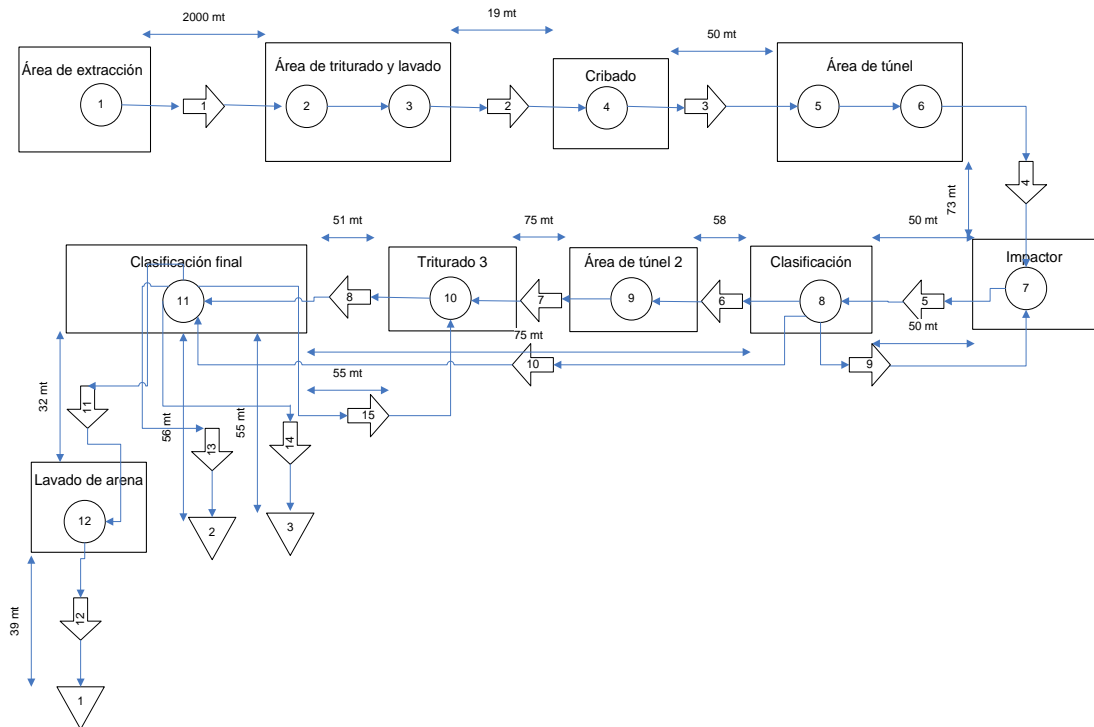 2000 mt
19 mt
50 mt
Área de extracción
1
1
Área de triturado y lavado
2
3
2
Cribado
4
3
Área de túnel
5
6
4
73 mt
50 mt
Impactor
7
5
50 mt
9
58
Clasificación
8
6
75 mt
Área de túnel 2
9
7
51 mt
Triturado 3
10
8
75 mt
10
Clasificación final
11
55 mt
15
32 mt
11
56 mt
13
55 mt
14
Lavado de arena
12
2
3
39 mt
12
1